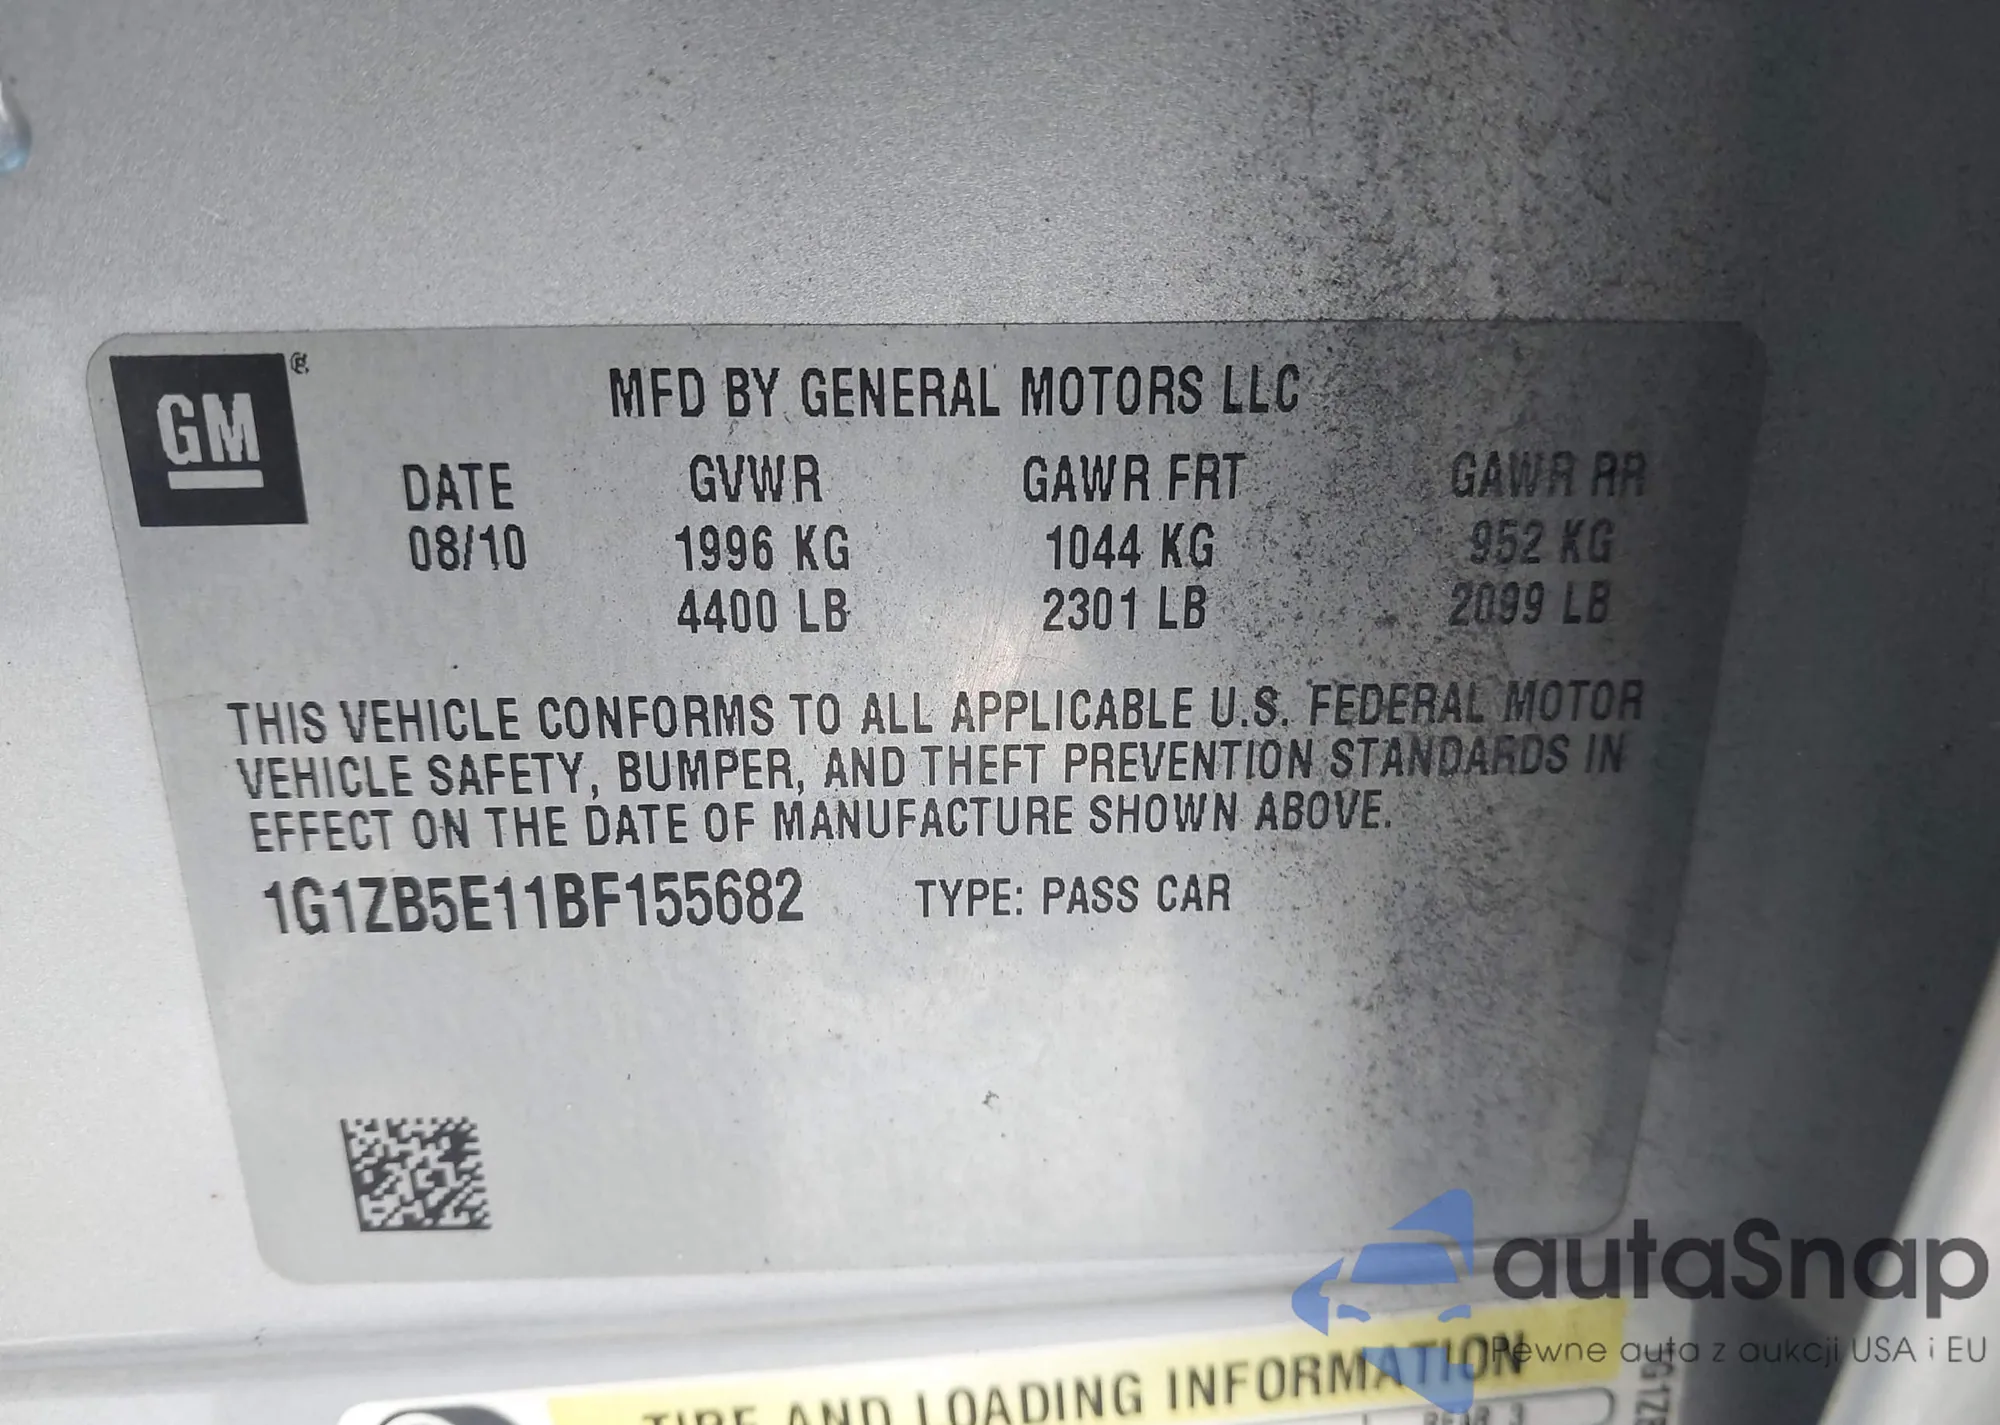 GM ®
MFD BY GENERAL MOTORS LLC
DATE GVWR GAWR FRT GAWR RR
08/10 1996 KG 1044 KG 952 KG
4400 LB 2301 LB 2099 LB
THIS VEHICLE CONFORMS TO ALL APPLICABLE U.S. FEDERAL MOTOR
VEHICLE SAFETY, BUMPER, AND THEFT PREVENTION STANDARDS IN
EFFECT ON THE DATE OF MANUFACTURE SHOWN ABOVE.
1G1ZB5E11BF155682 TYPE: PASS CAR
autaSnap
Pewne auta z aukcji USA i EU
TIRE AND LOADING INFORMATION
REAR 3